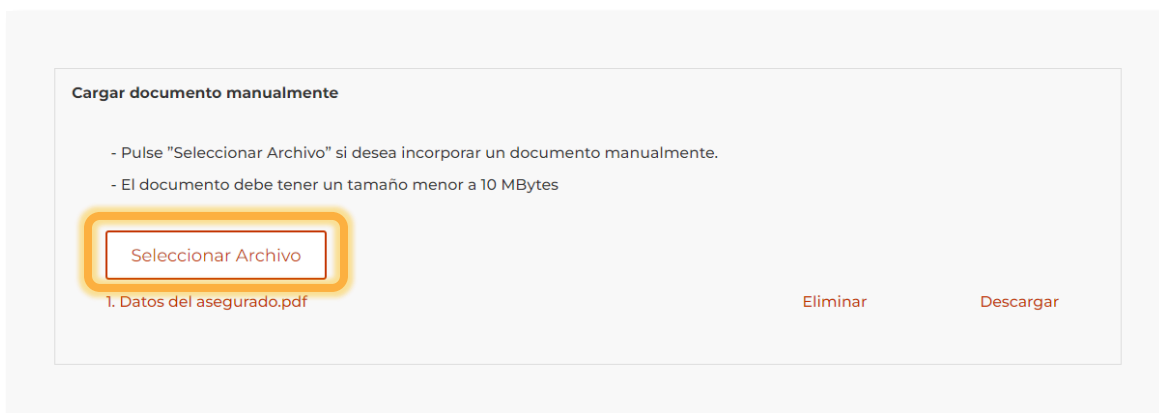 Cargar documento manualmente
- Pulse ”Seleccionar Archivo” si desea incorporar un documento manualmente.
- El documento debe tener un tamaño menor a 10 MBytes
Seleccionar Archivo
1. Datos del asegurado.pdf Eliminar Descargar